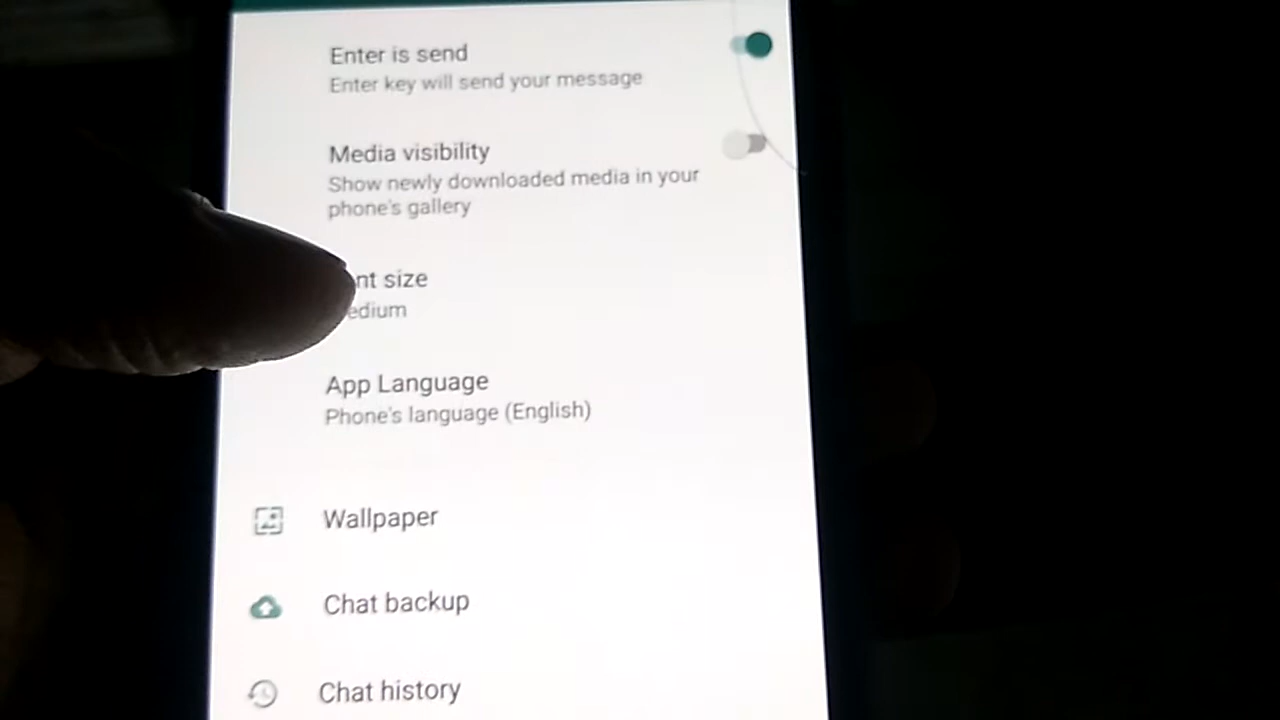 Enter is send
Enter key will send your message
Media visibility
Show newly downloaded media in your
phone's gallery
size
App Language
Phone's language (English)
Wallpaper
Chat backup
Chat history